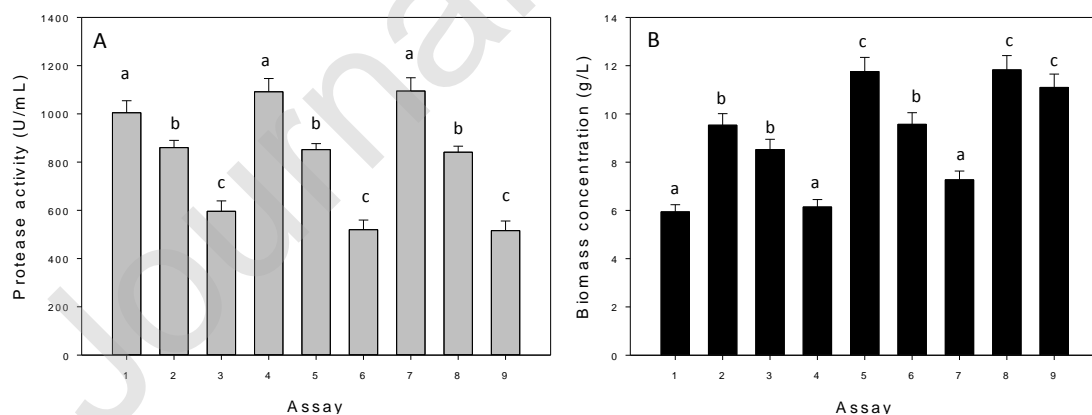 A
Protease activity (U/mL)
1400
1200
1000
800
600
400
200
0
a
b
c
a
b
c
a
b
c
1 2 3 4 5 6 7 8 9
Assay
B
Biomass concentration (g/L)
14
12
10
8
6
4
2
0
a
b
b
a
c
b
a
c
c
1 2 3 4 5 6 7 8 9
Assay
Journal